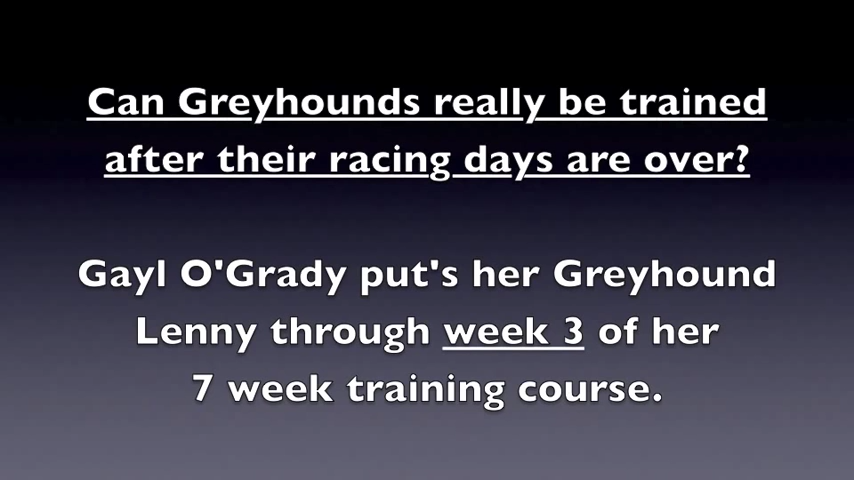 Can Greyhounds really be trained
after their racing days are over?
Gayl O'Grady put's her Greyhound
Lenny through week 3 of her
7 week training course.